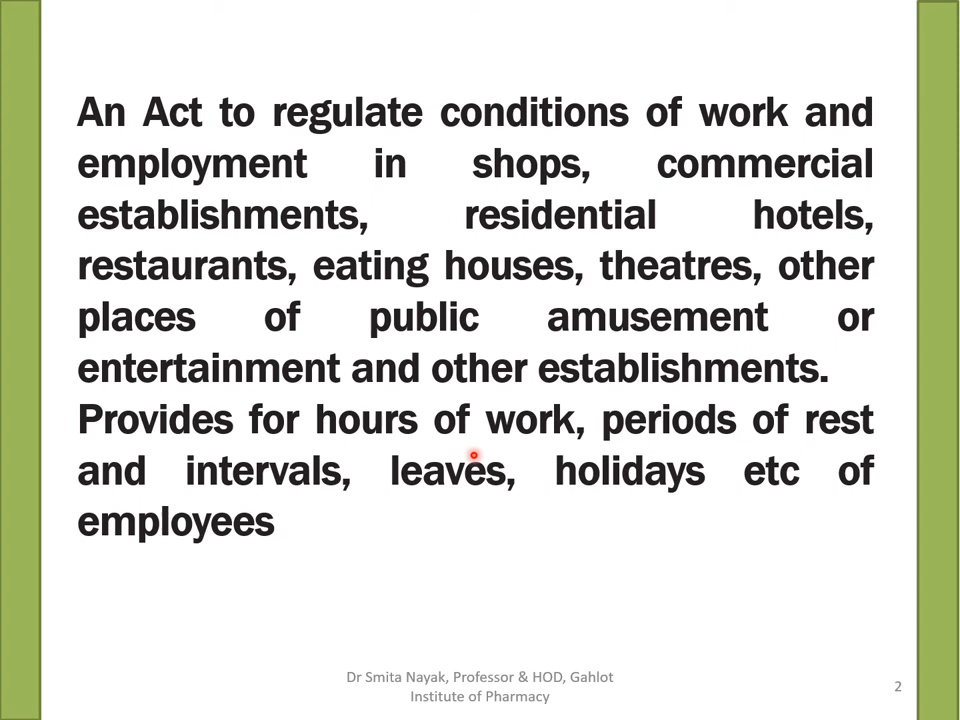 An Act to regulate conditions of work and
employment in shops, commercial
establishments, residential hotels,
restaurants, eating houses, theatres, other
places of public amusement or
entertainment and other establishments.
Provides for hours of work, periods of rest
and intervals, leaves, holidays etc of
employees
Dr Smita Nayak, Professor & HOD, Gahlot
Institute of Pharmacy
2